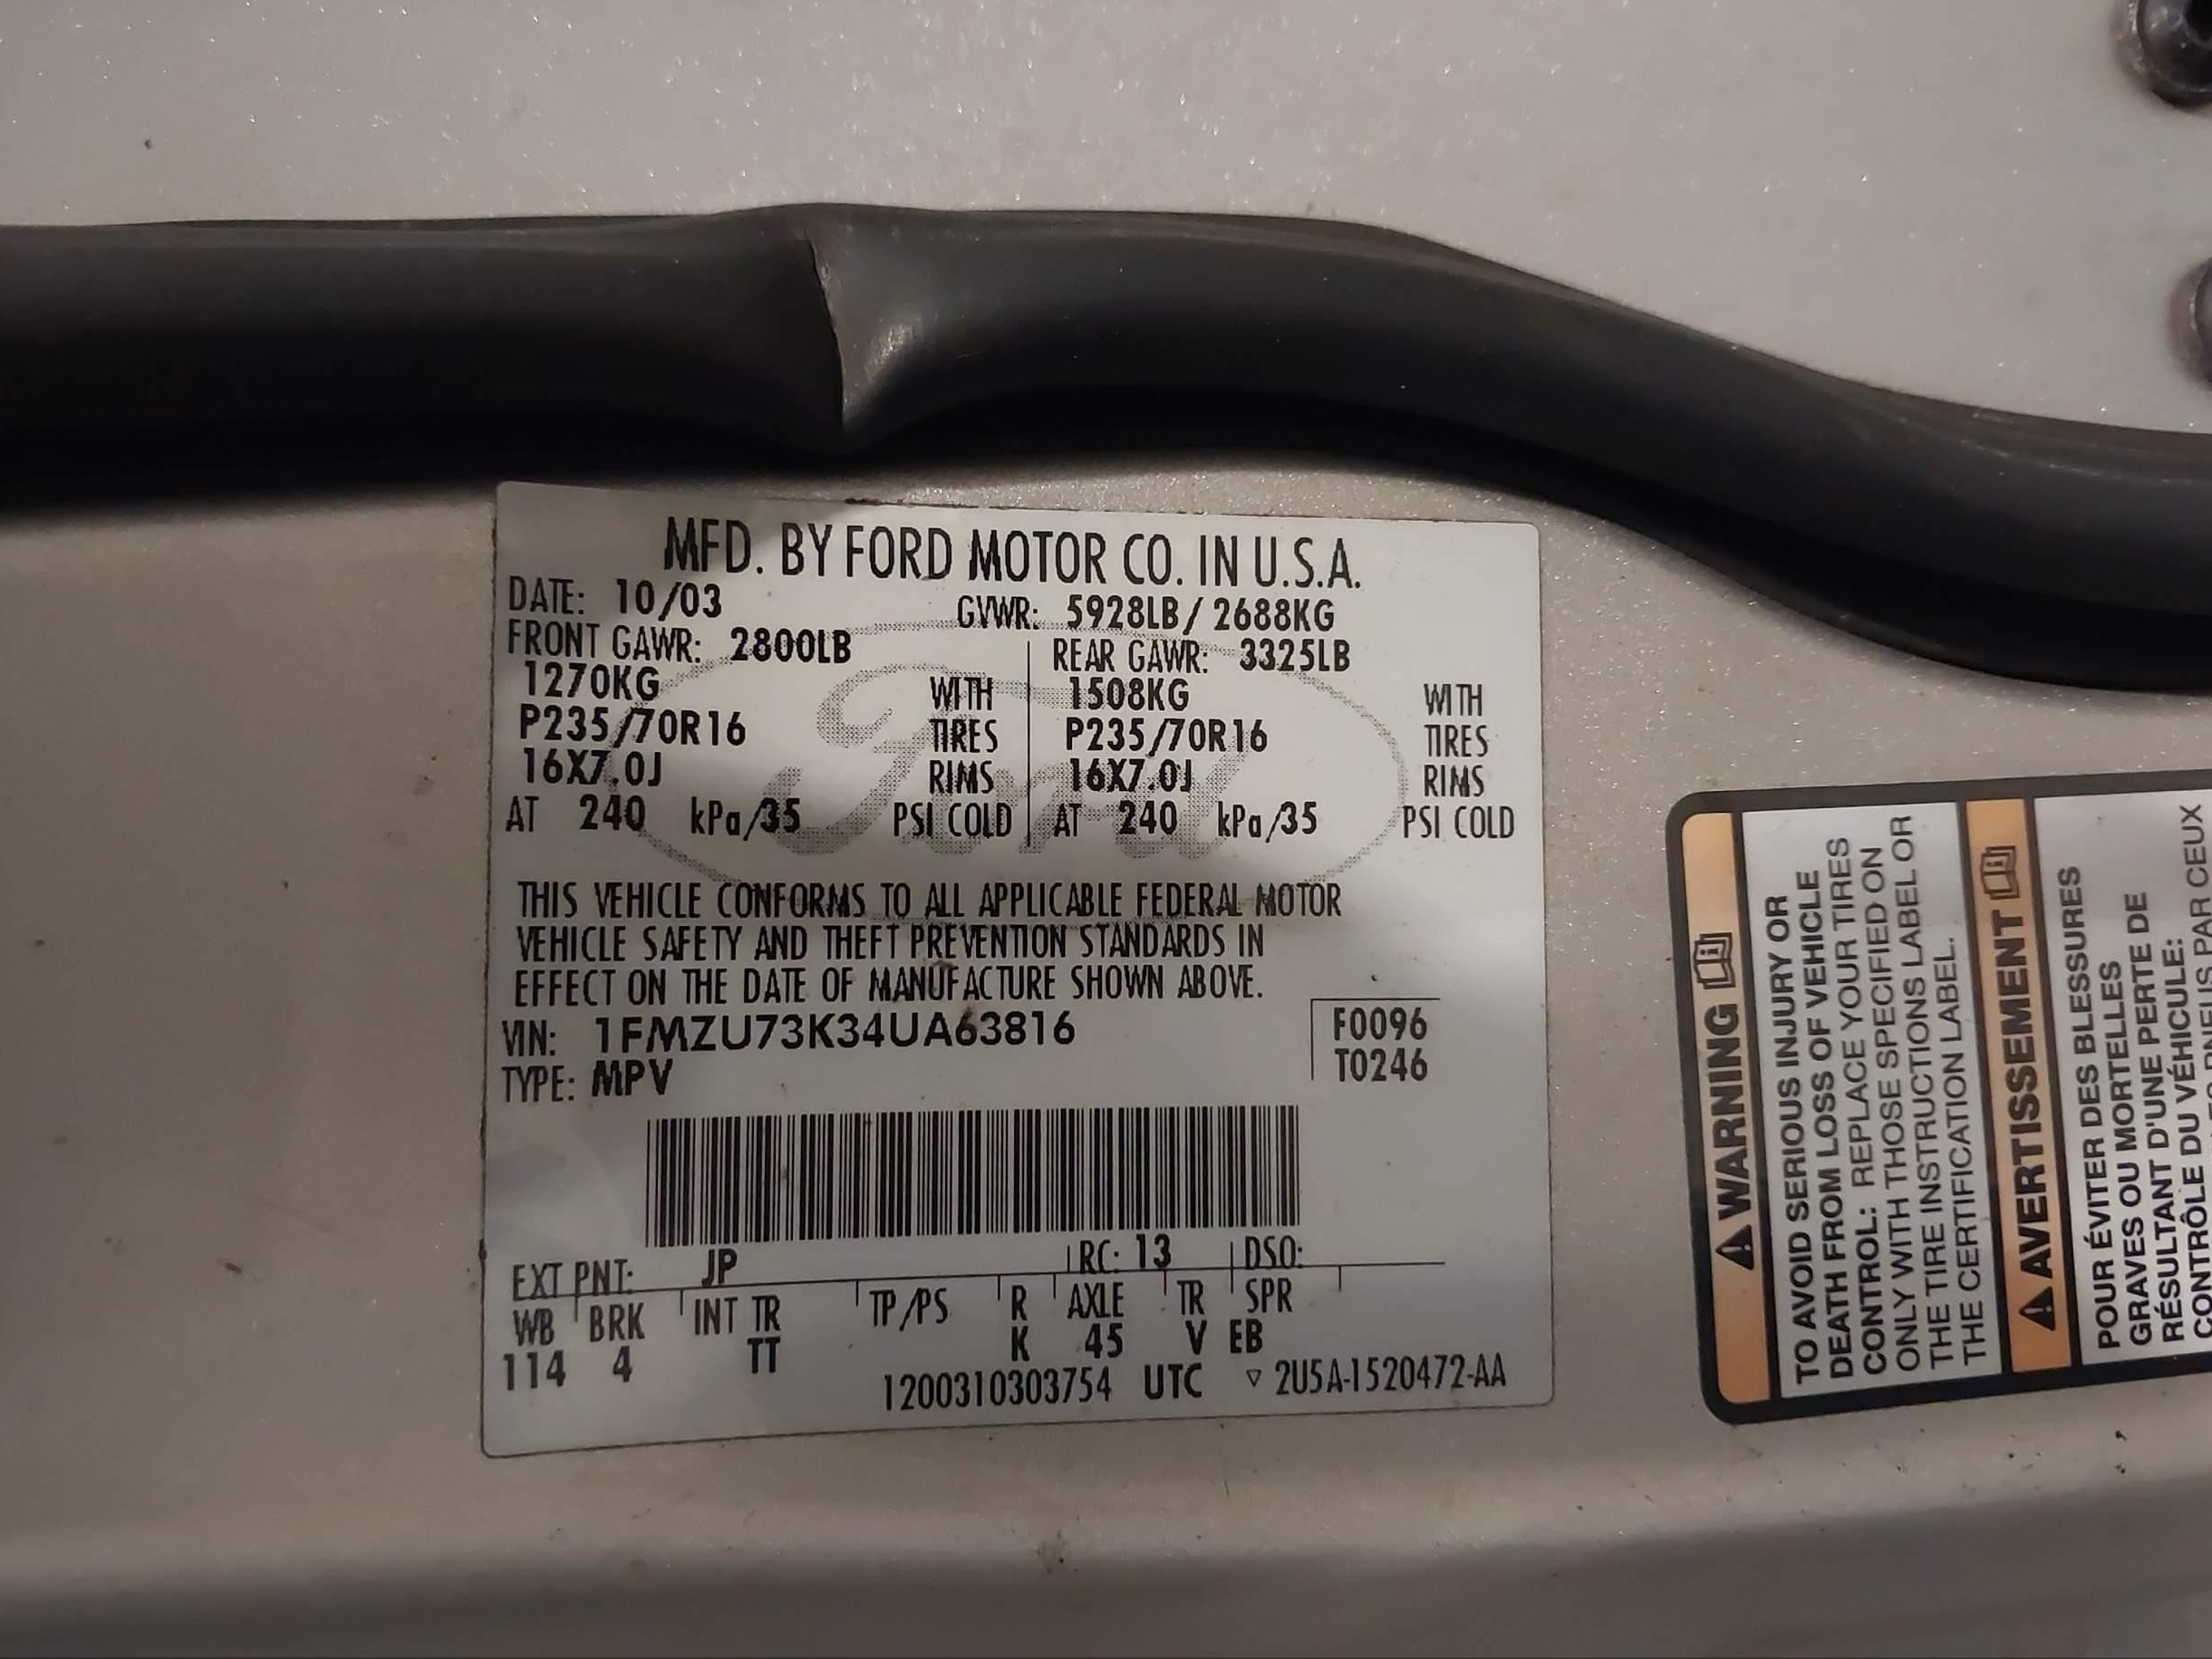 MFD. BY FORD MOTOR CO. IN U.S.A.
DATE: 10/03 GVWR: 5928LB/ 2688KG
FRONT GAWR: 2800LB REAR GAWR: 3325LB
1270KG WITH 1508KG WITH
P235/70R16 TIRES P235/70R16 TIRES
16X7.0J RIMS 16X7.0J RIMS
AT 240 kPa/35 PSI COLD AT 240 kPa/35 PSI COLD
Ford
THIS VEHICLE CONFORMS TO ALL APPLICABLE FEDERAL MOTOR
VEHICLE SAFETY AND THEFT PREVENTION STANDARDS IN
EFFECT ON THE DATE OF MANUFACTURE SHOWN ABOVE.
VIN: 1FMZU73K34UA63816 F0096
TYPE: MPV T0246
EXT PNT: JP RC: 13 DSO:
WB BRK INT TR TP/PS R AXLE TR SPR
114 4 TT K 45 V EB
1200310303754 UTC ▽ 2U5A-1520472-AA
⚠ WARNING
TO AVOID SERIOUS INJURY OR
DEATH FROM LOSS OF VEHICLE
CONTROL: REPLACE YOUR TIRES
ONLY WITH THOSE SPECIFIED ON
THE TIRE INSTRUCTIONS LABEL OR
THE CERTIFICATION LABEL.
⚠ AVERTISSEMENT
POUR ÉVITER DES BLESSURES
GRAVES OU MORTELLES
RÉSULTANT D'UNE PERTE DE
CONTRÔLE DU VÉHICULE:
PAR CEUX